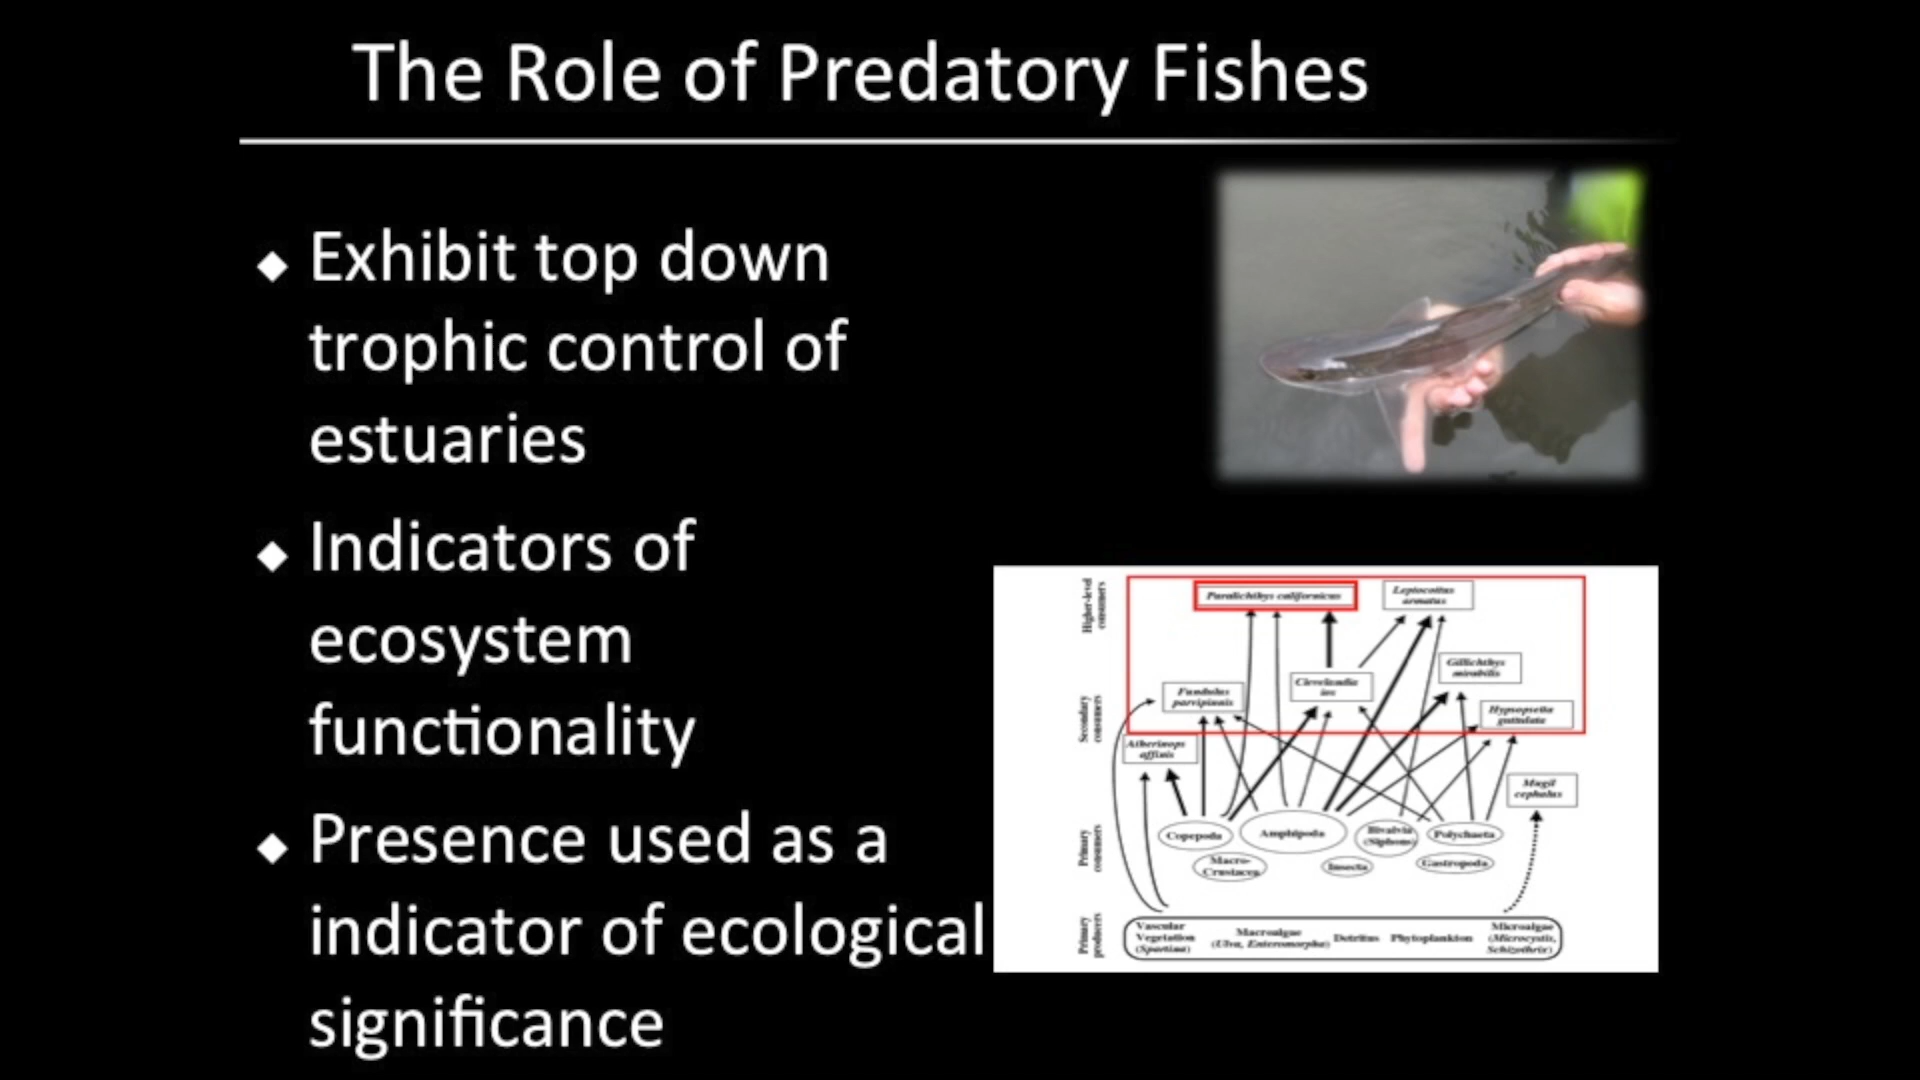 The Role of Predatory Fishes
Exhibit top down
trophic control of
estuaries
Indicators of
ecosystem
functionality
Presence used as a
indicator of ecological
significance
Higher-level
consumers
Paralichthys californicus
Leptocottus
armatus
Gillichthys
mirabilis
Clevelandia
ios
Fundulus
parvipinnis
Hypsopsetta
guttulata
Secondary
consumers
Atherinops
affinis
Mugil
cephalus
Primary
consumers
Copepoda
Amphipoda
Bivalvia
(Siphons)
Polychaeta
Macro-
Crustacea
Insecta
Gastropoda
Primary
producers
Vascular
Vegetation
(Spartina)
Macroalgae
(Ulva, Enteromorpha)
Detritus
Phytoplankton
Microalgae
(Microcystis,
Schizothrix)